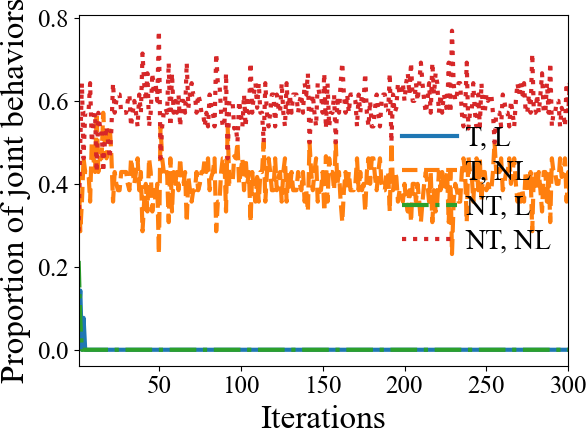 Proportion of joint behaviors
0.8
0.6
0.4
0.2
0.0
T, L
T, NL
NT, L
NT, NL
50
100
150
200
250
300
Iterations